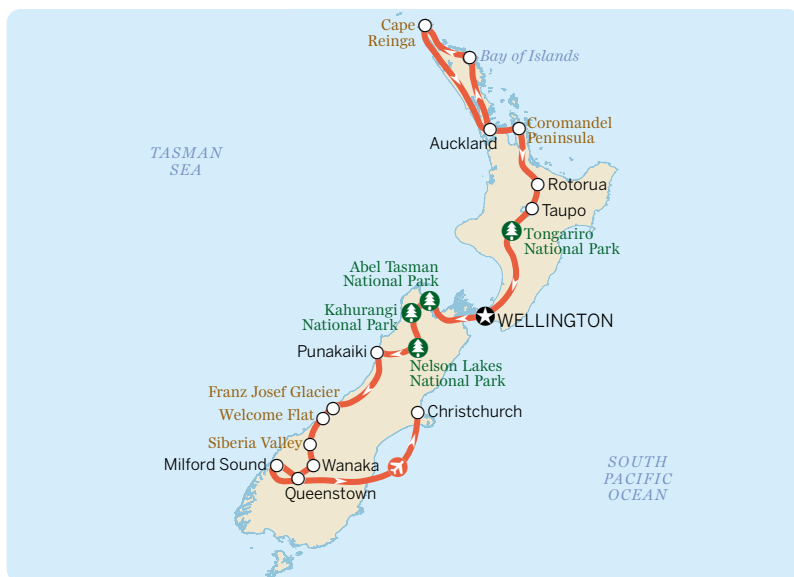 Cape
Reinga
Bay of Islands
Coromandel
Peninsula
Auckland
TASMAN
SEA
Rotorua
Taupo
Tongariro
National Park
Abel Tasman
National Park
Kahurangi
National Park
WELLINGTON
Punakaiki
Nelson Lakes
National Park
Franz Josef Glacier
Welcome Flat
Christchurch
Siberia Valley
Milford Sound
Wanaka
Queenstown
SOUTH
PACIFIC
OCEAN